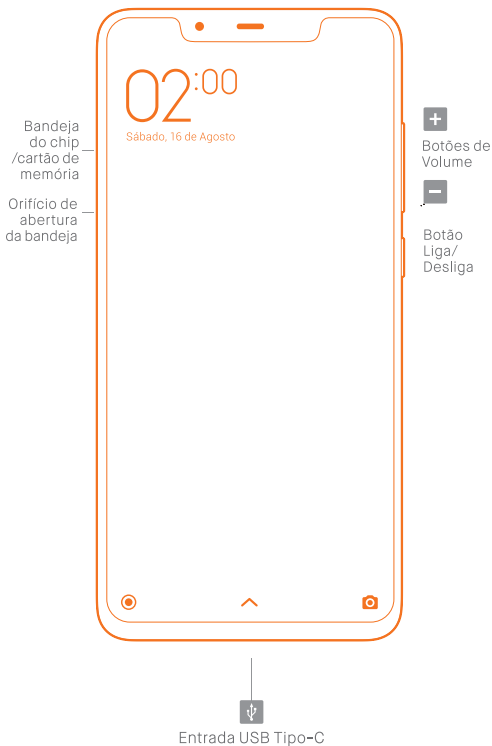 02:00
Sábado, 16 de Agosto
Bandeja
do chip
/cartão de
memória
Orifício de
abertura
da bandeja
+
Botões de
Volume
−
Botão
Liga/
Desliga
Entrada USB Tipo-C